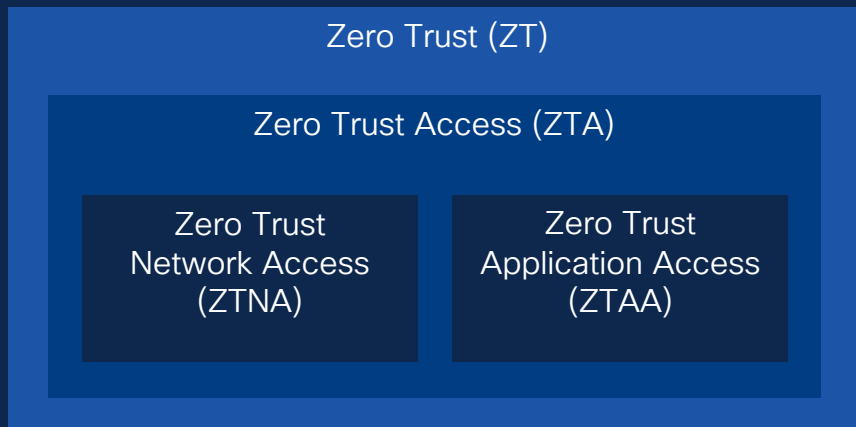 Zero Trust (ZT)
Zero Trust Access (ZTA)
Zero Trust
Network Access
(ZTNA)
Zero Trust
Application Access
(ZTAA)